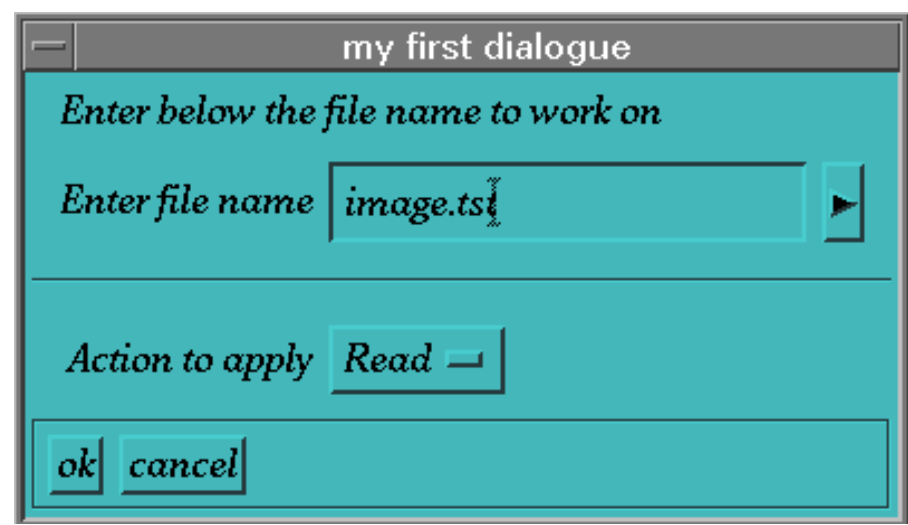 my first dialogue
Enter below the file name to work on
Enter file name image.tst
Action to apply Read
ok cancel